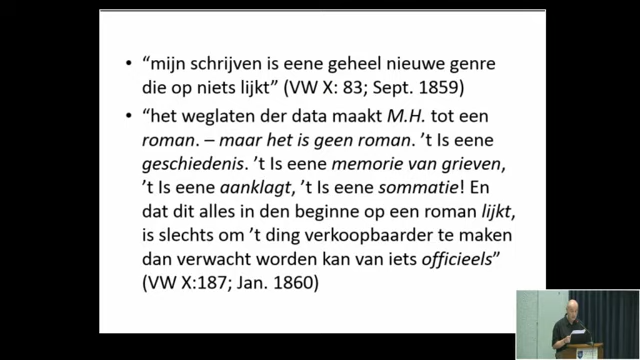 • “mijn schrijven is eene geheel nieuwe genre
die op niets lijkt” (VW X: 83; Sept. 1859)
• “het weglaten der data maakt M.H. tot een
roman. – maar het is geen roman. ’t Is eene
geschiedenis. ’t Is eene memorie van grieven,
’t Is eene aanklagt, ’t Is eene sommatie! En
dat dit alles in den beginne op een roman lijkt,
is slechts om ’t ding verkoopbaarder te maken
dan verwacht worden kan van iets officieels”
(VW X:187; Jan. 1860)